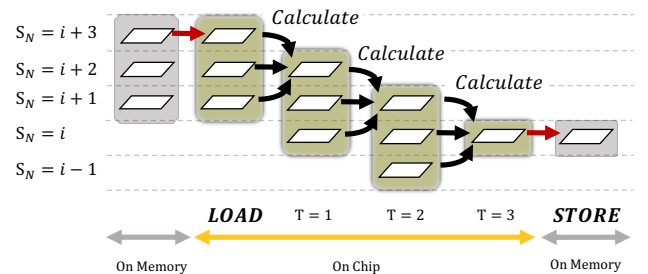 Calculate
S_N = i + 3
Calculate
S_N = i + 2
Calculate
S_N = i + 1
S_N = i
S_N = i − 1
LOAD T = 1 T = 2 T = 3 STORE
On Memory On Chip On Memory